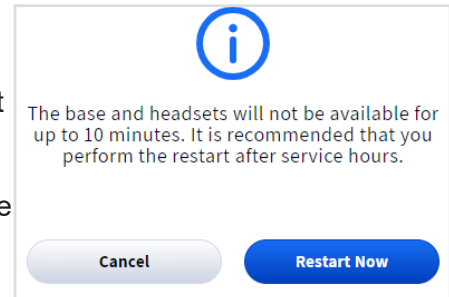 t
The base and headsets will not be available for
up to 10 minutes. It is recommended that you
perform the restart after service hours.
e
Cancel
Restart Now